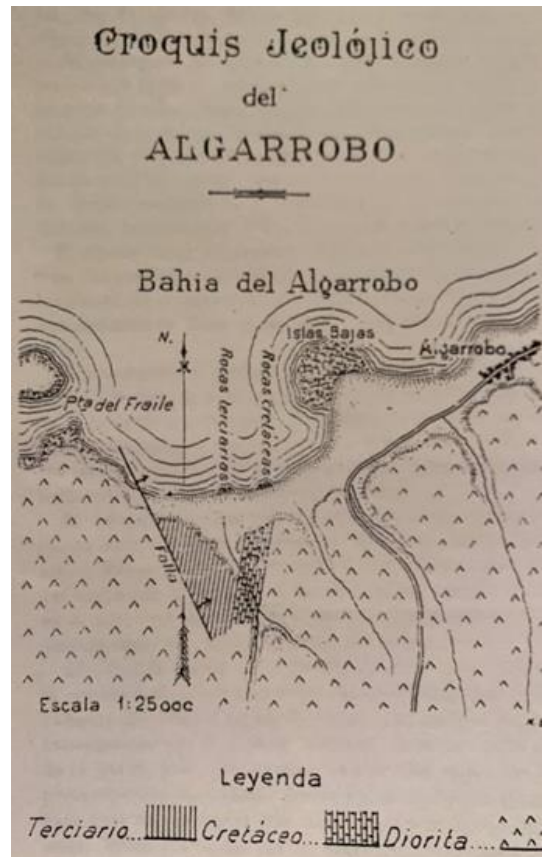 Croquis Jeolójico
del
ALGARROBO
Bahia del Algarrobo
N.
Islas Bajas
Algarrobo
Rocas terciarias
Rocas cretáceas
Pta del Fraile
Falla
Escala 1:25000
Leyenda
Terciario... Cretáceo... Diorita....